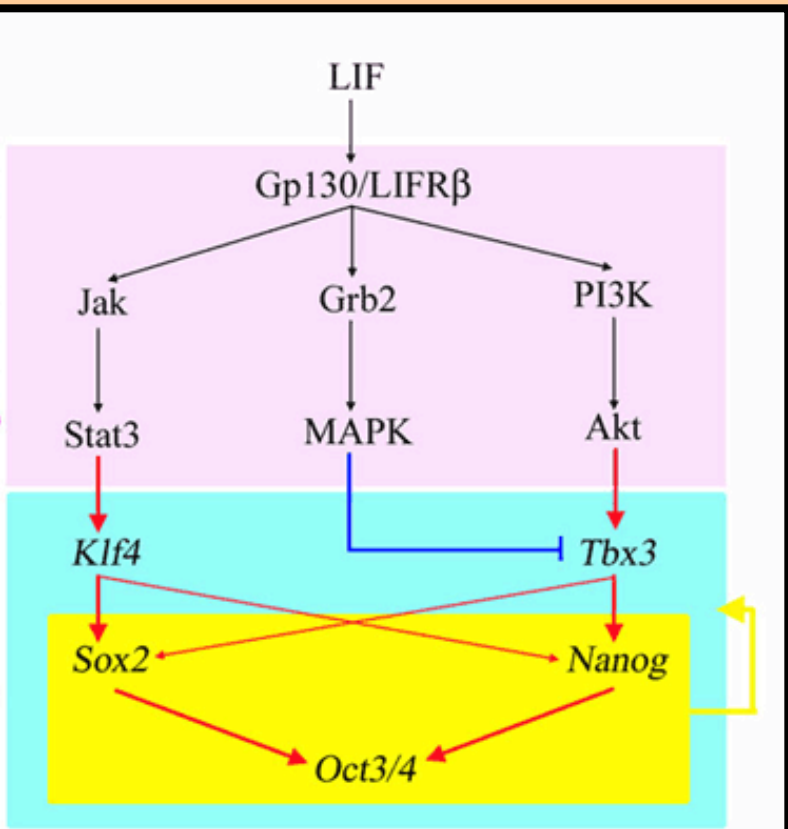 LIF
Gp130/LIFRβ
Jak
Grb2
PI3K
Stat3
MAPK
Akt
Klf4
Tbx3
Sox2
Nanog
Oct3/4